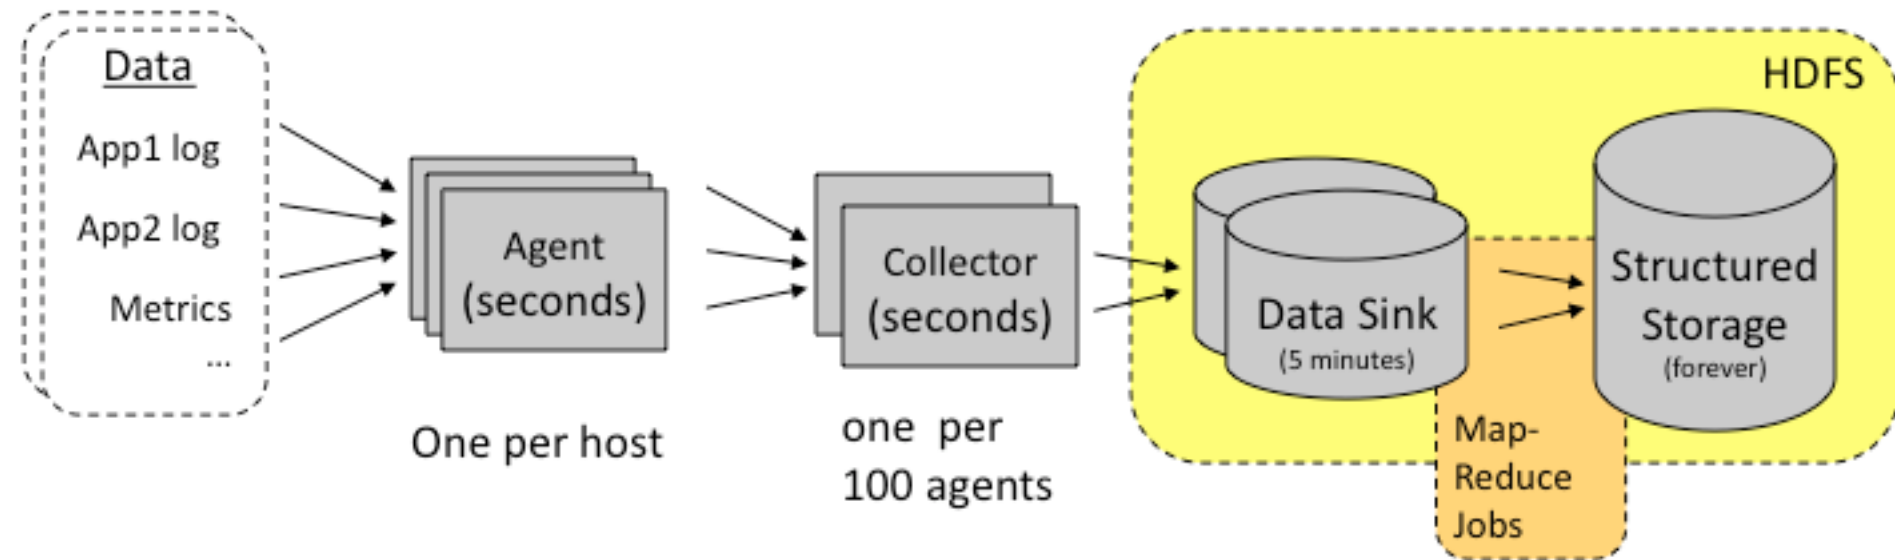 Data
App1 log
App2 log
Metrics
...
Agent
(seconds)
One per host
Collector
(seconds)
one per
100 agents
HDFS
Data Sink
(5 minutes)
Map-
Reduce
Jobs
Structured
Storage
(forever)